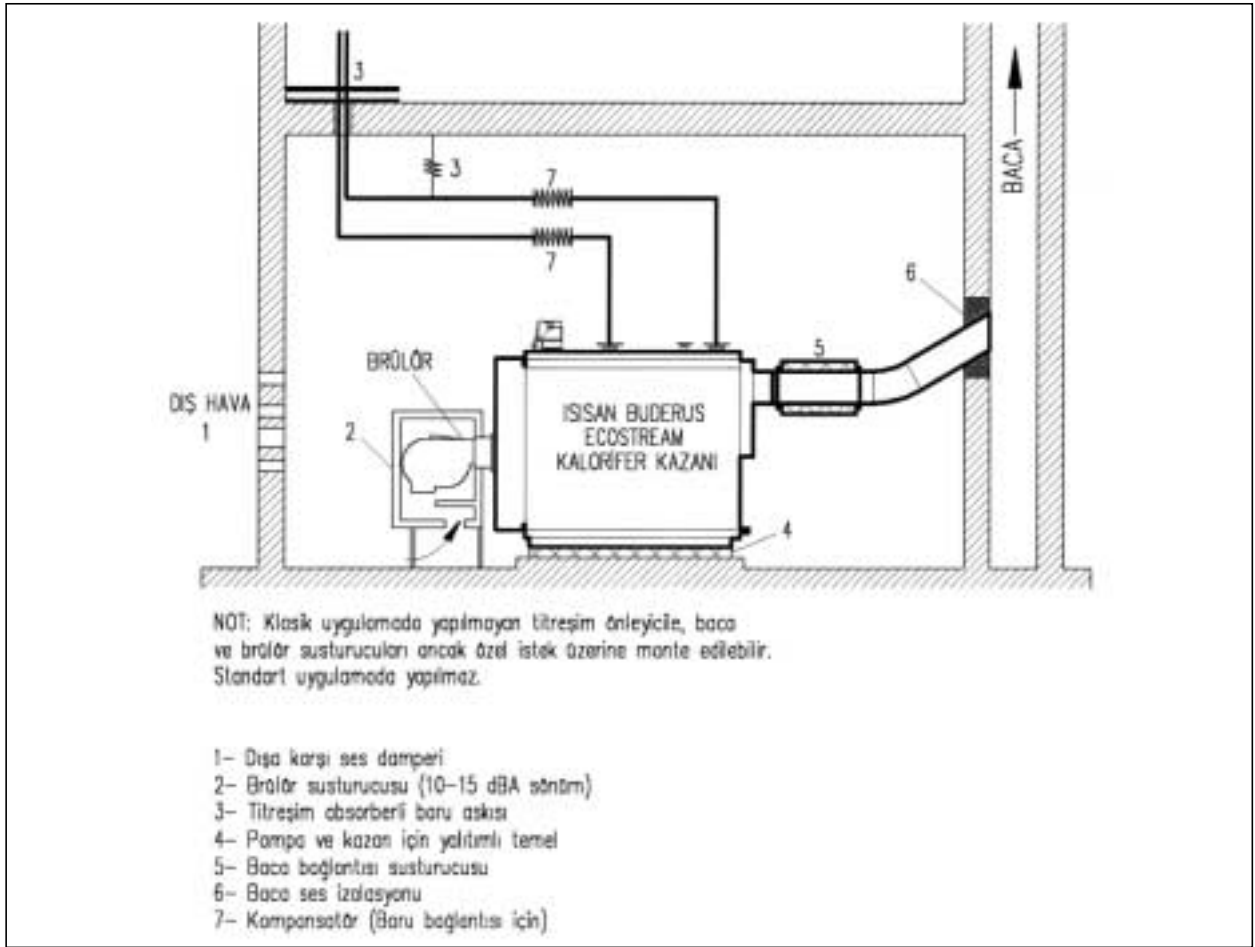 3
3
7
7
BACA
6
5
BRÜLÖR
DIŞ HAVA
1
2
ISISAN BUDERUS
ECOSTREAM
KALORİFER KAZANI
4
NOT: Klasik uygulamada yapılmayan titreşim önleyicile, baca
ve brülör susturucuları ancak özel istek üzerine monte edilebilir.
Standart uygulamada yapılmaz.
1- Dışa karşı ses damperi
2- Brülör susturucusu (10-15 dBA sönüm)
3- Titreşim absorberli boru askısı
4- Pompa ve kazan için yalıtımlı temel
5- Baca bağlantısı susturucusu
6- Baca ses izolasyonu
7- Kompansatör (Boru bağlantısı için)